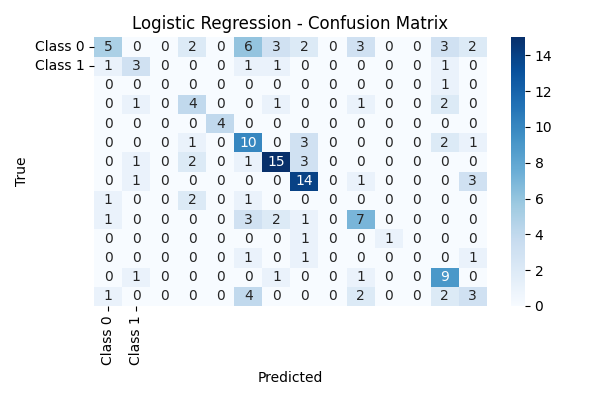 Logistic Regression - Confusion Matrix
Class 0 5 0 0 2 0 6 3 2 0 3 0 0 3 2
Class 1 1 3 0 0 0 1 1 0 0 0 0 0 1 0
0 0 0 0 0 0 0 0 0 0 0 0 1 0
0 1 0 4 0 0 1 0 0 1 0 0 2 0
0 0 0 0 4 0 0 0 0 0 0 0 0 0
0 0 0 1 0 10 0 3 0 0 0 0 2 1
0 1 0 2 0 1 15 3 0 0 0 0 0 0
0 1 0 0 0 0 0 14 0 1 0 0 0 3
1 0 0 2 0 1 0 0 0 0 0 0 0 0
1 0 0 0 0 3 2 1 0 7 0 0 0 0
0 0 0 0 0 0 0 1 0 0 1 0 0 0
0 0 0 0 0 1 0 1 0 0 0 0 0 1
0 1 0 0 0 0 1 0 0 1 0 0 9 0
1 0 0 0 0 4 0 0 0 2 0 0 2 3
True
Class 0
Class 1
Predicted
14
12
10
8
6
4
2
0